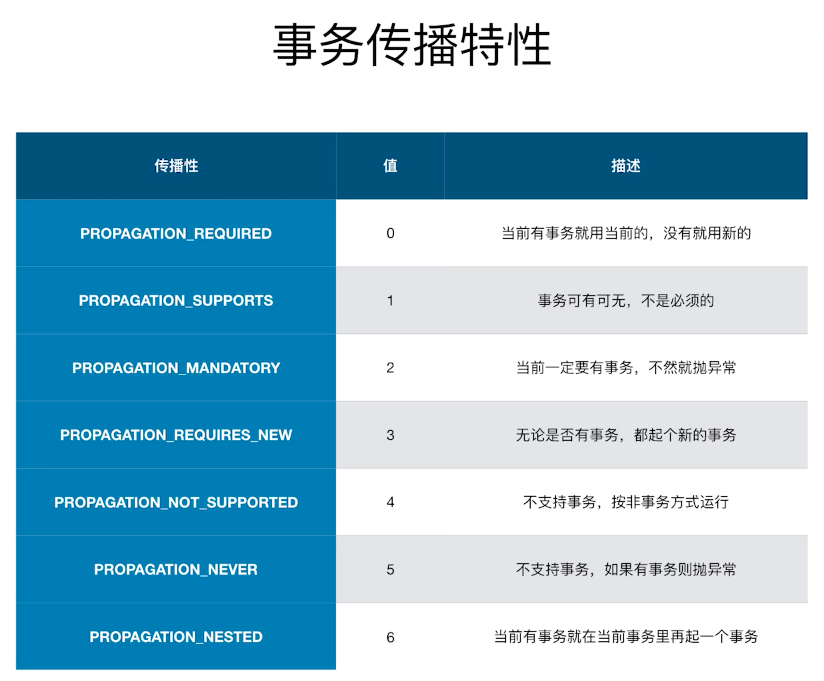 事务传播特性
传播性 值 描述
PROPAGATION_REQUIRED 0 当前有事务就用当前的，没有就用新的
PROPAGATION_SUPPORTS 1 事务可有可无，不是必须的
PROPAGATION_MANDATORY 2 当前一定要有事务，不然就抛异常
PROPAGATION_REQUIRES_NEW 3 无论是否有事务，都起个新的事务
PROPAGATION_NOT_SUPPORTED 4 不支持事务，按非事务方式运行
PROPAGATION_NEVER 5 不支持事务，如果有事务则抛异常
PROPAGATION_NESTED 6 当前有事务就在当前事务里再起一个事务